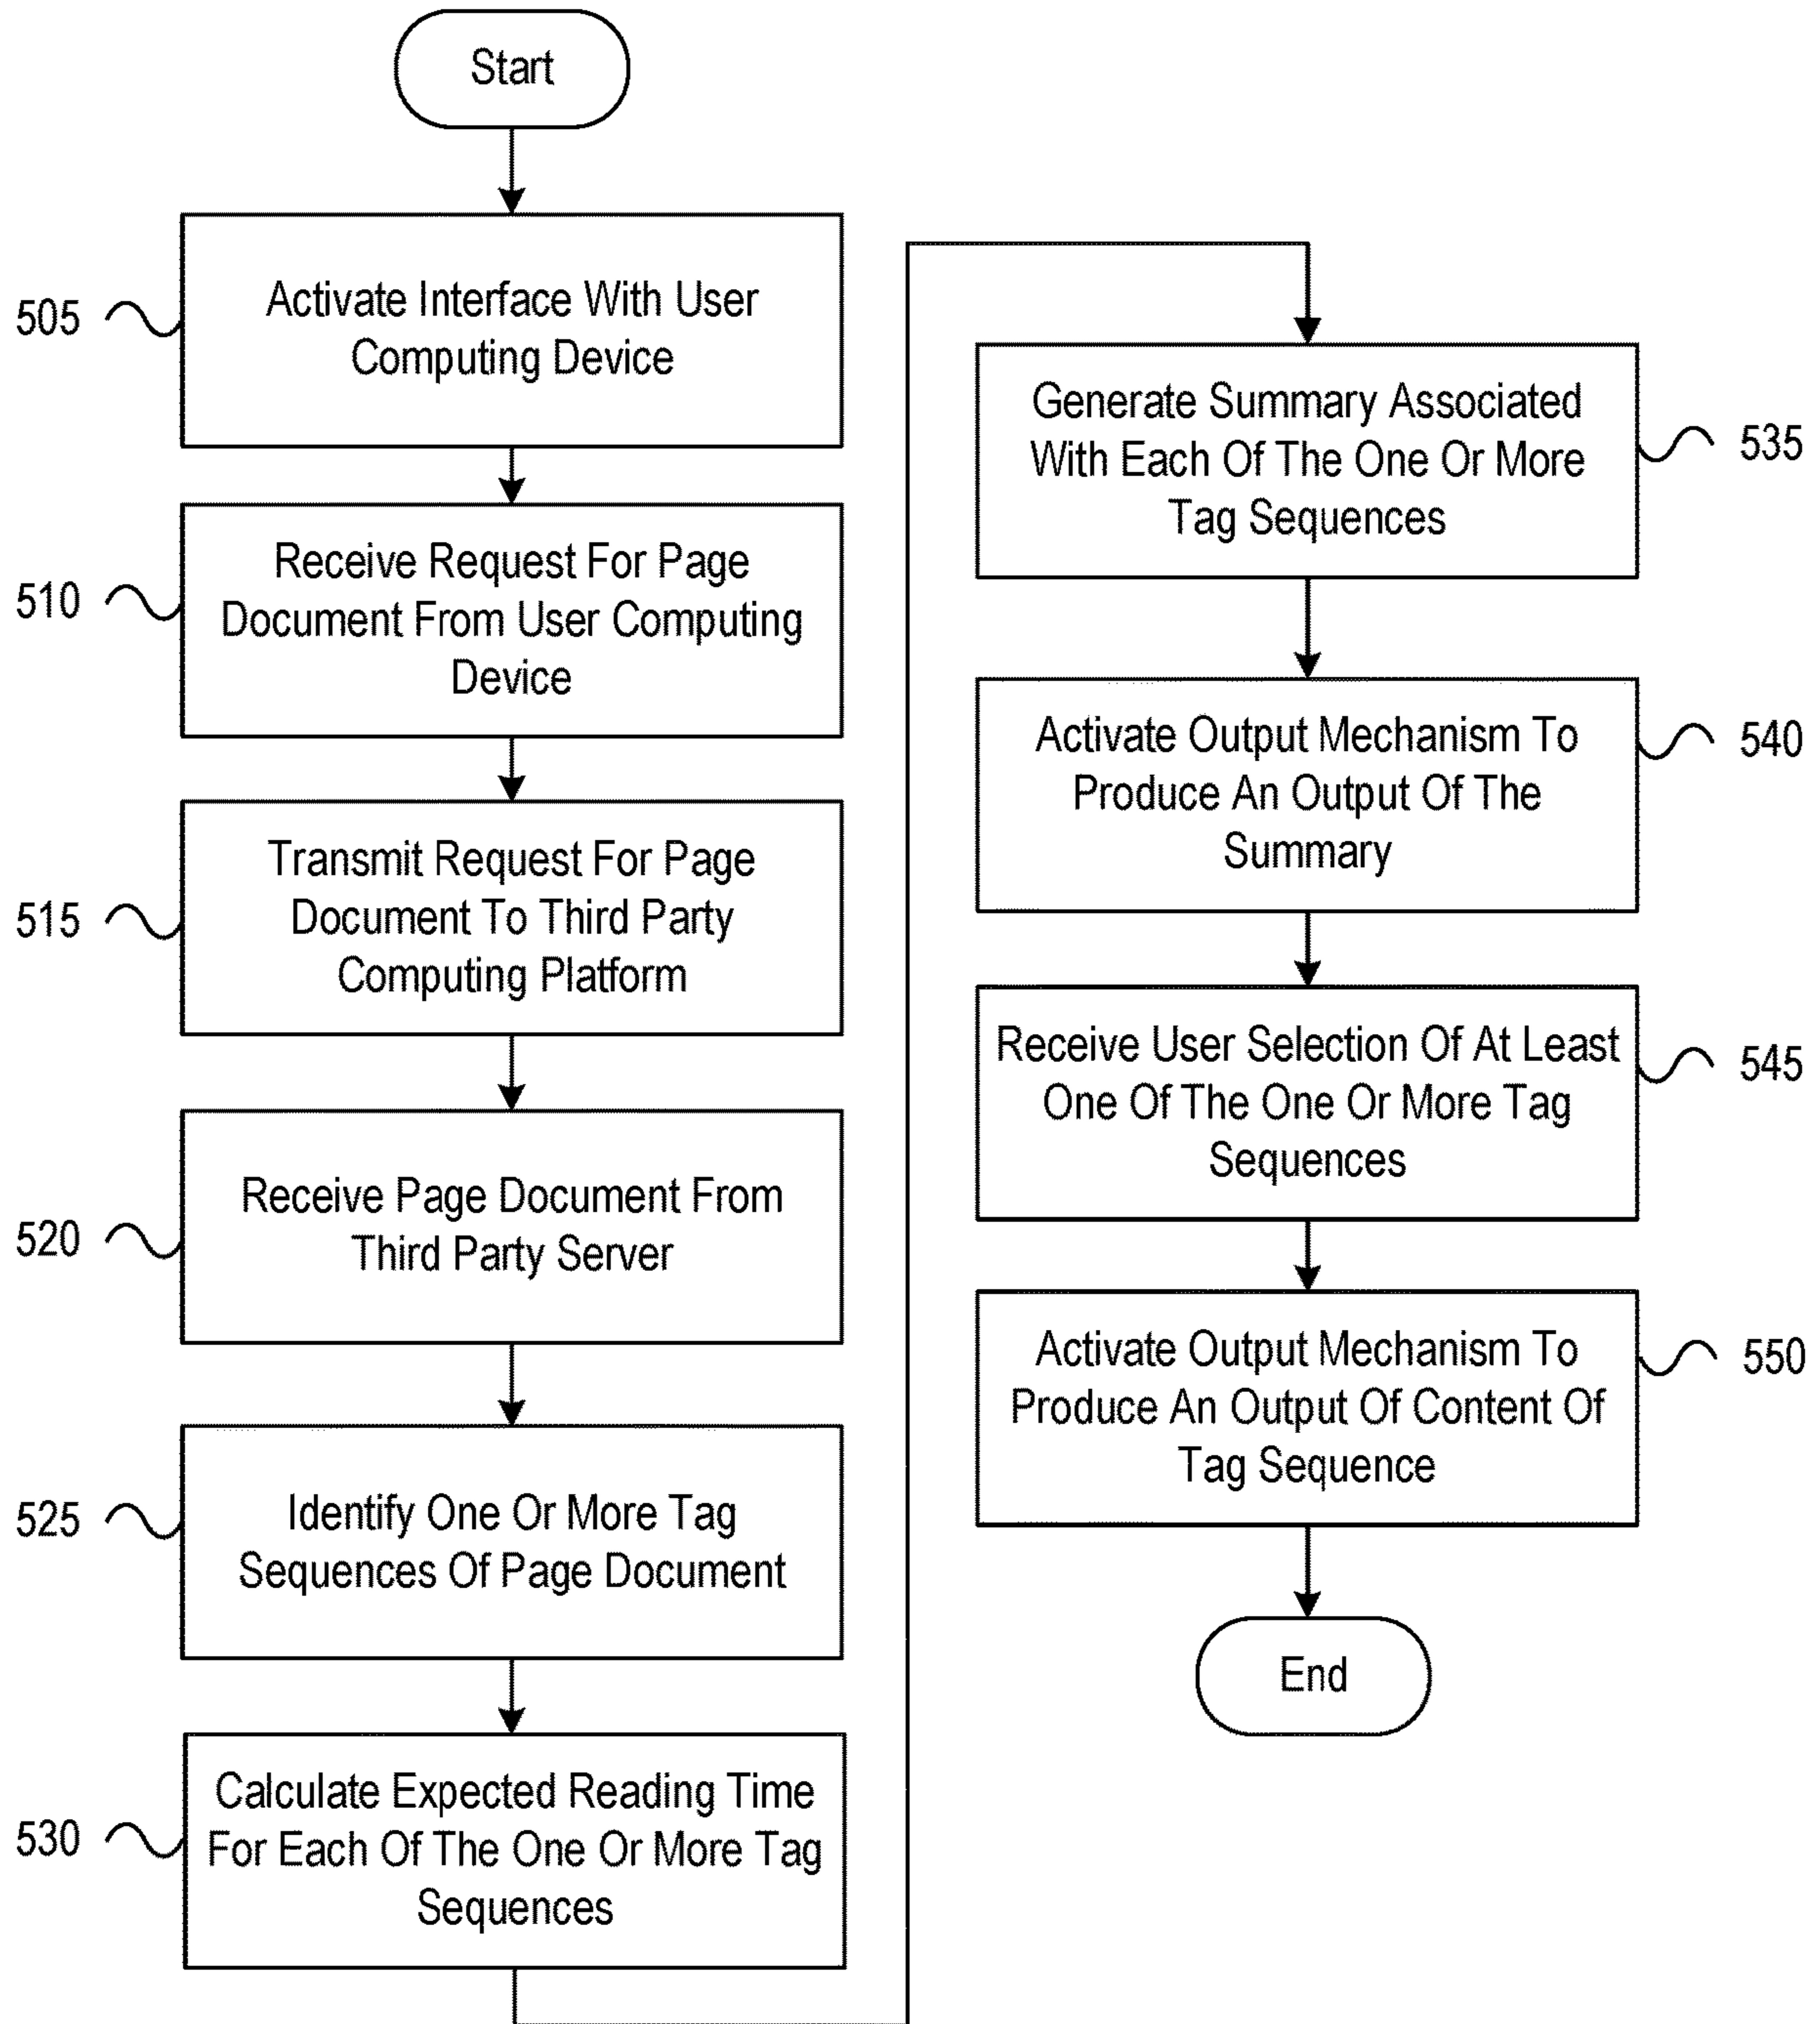 Start
505
Activate Interface With User
Computing Device
510
Receive Request For Page
Document From User Computing
Device
515
Transmit Request For Page
Document To Third Party
Computing Platform
520
Receive Page Document From
Third Party Server
525
Identify One Or More Tag
Sequences Of Page Document
530
Calculate Expected Reading Time
For Each Of The One Or More Tag
Sequences
Generate Summary Associated
With Each Of The One Or More
Tag Sequences
535
Activate Output Mechanism To
Produce An Output Of The
Summary
540
Receive User Selection Of At Least
One Of The One Or More Tag
Sequences
545
Activate Output Mechanism To
Produce An Output Of Content Of
Tag Sequence
550
End